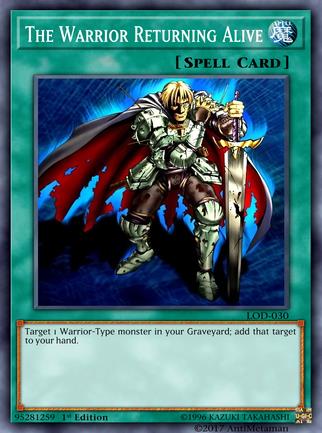 The Warrior Returning Alive
[Spell Card]
LOD-030
Target 1 Warrior-Type monster in your Graveyard; add that target
to your hand.
95281259 1st Edition ©1996 KAZUKI TAKAHASHI
©2017 AntiMetaman